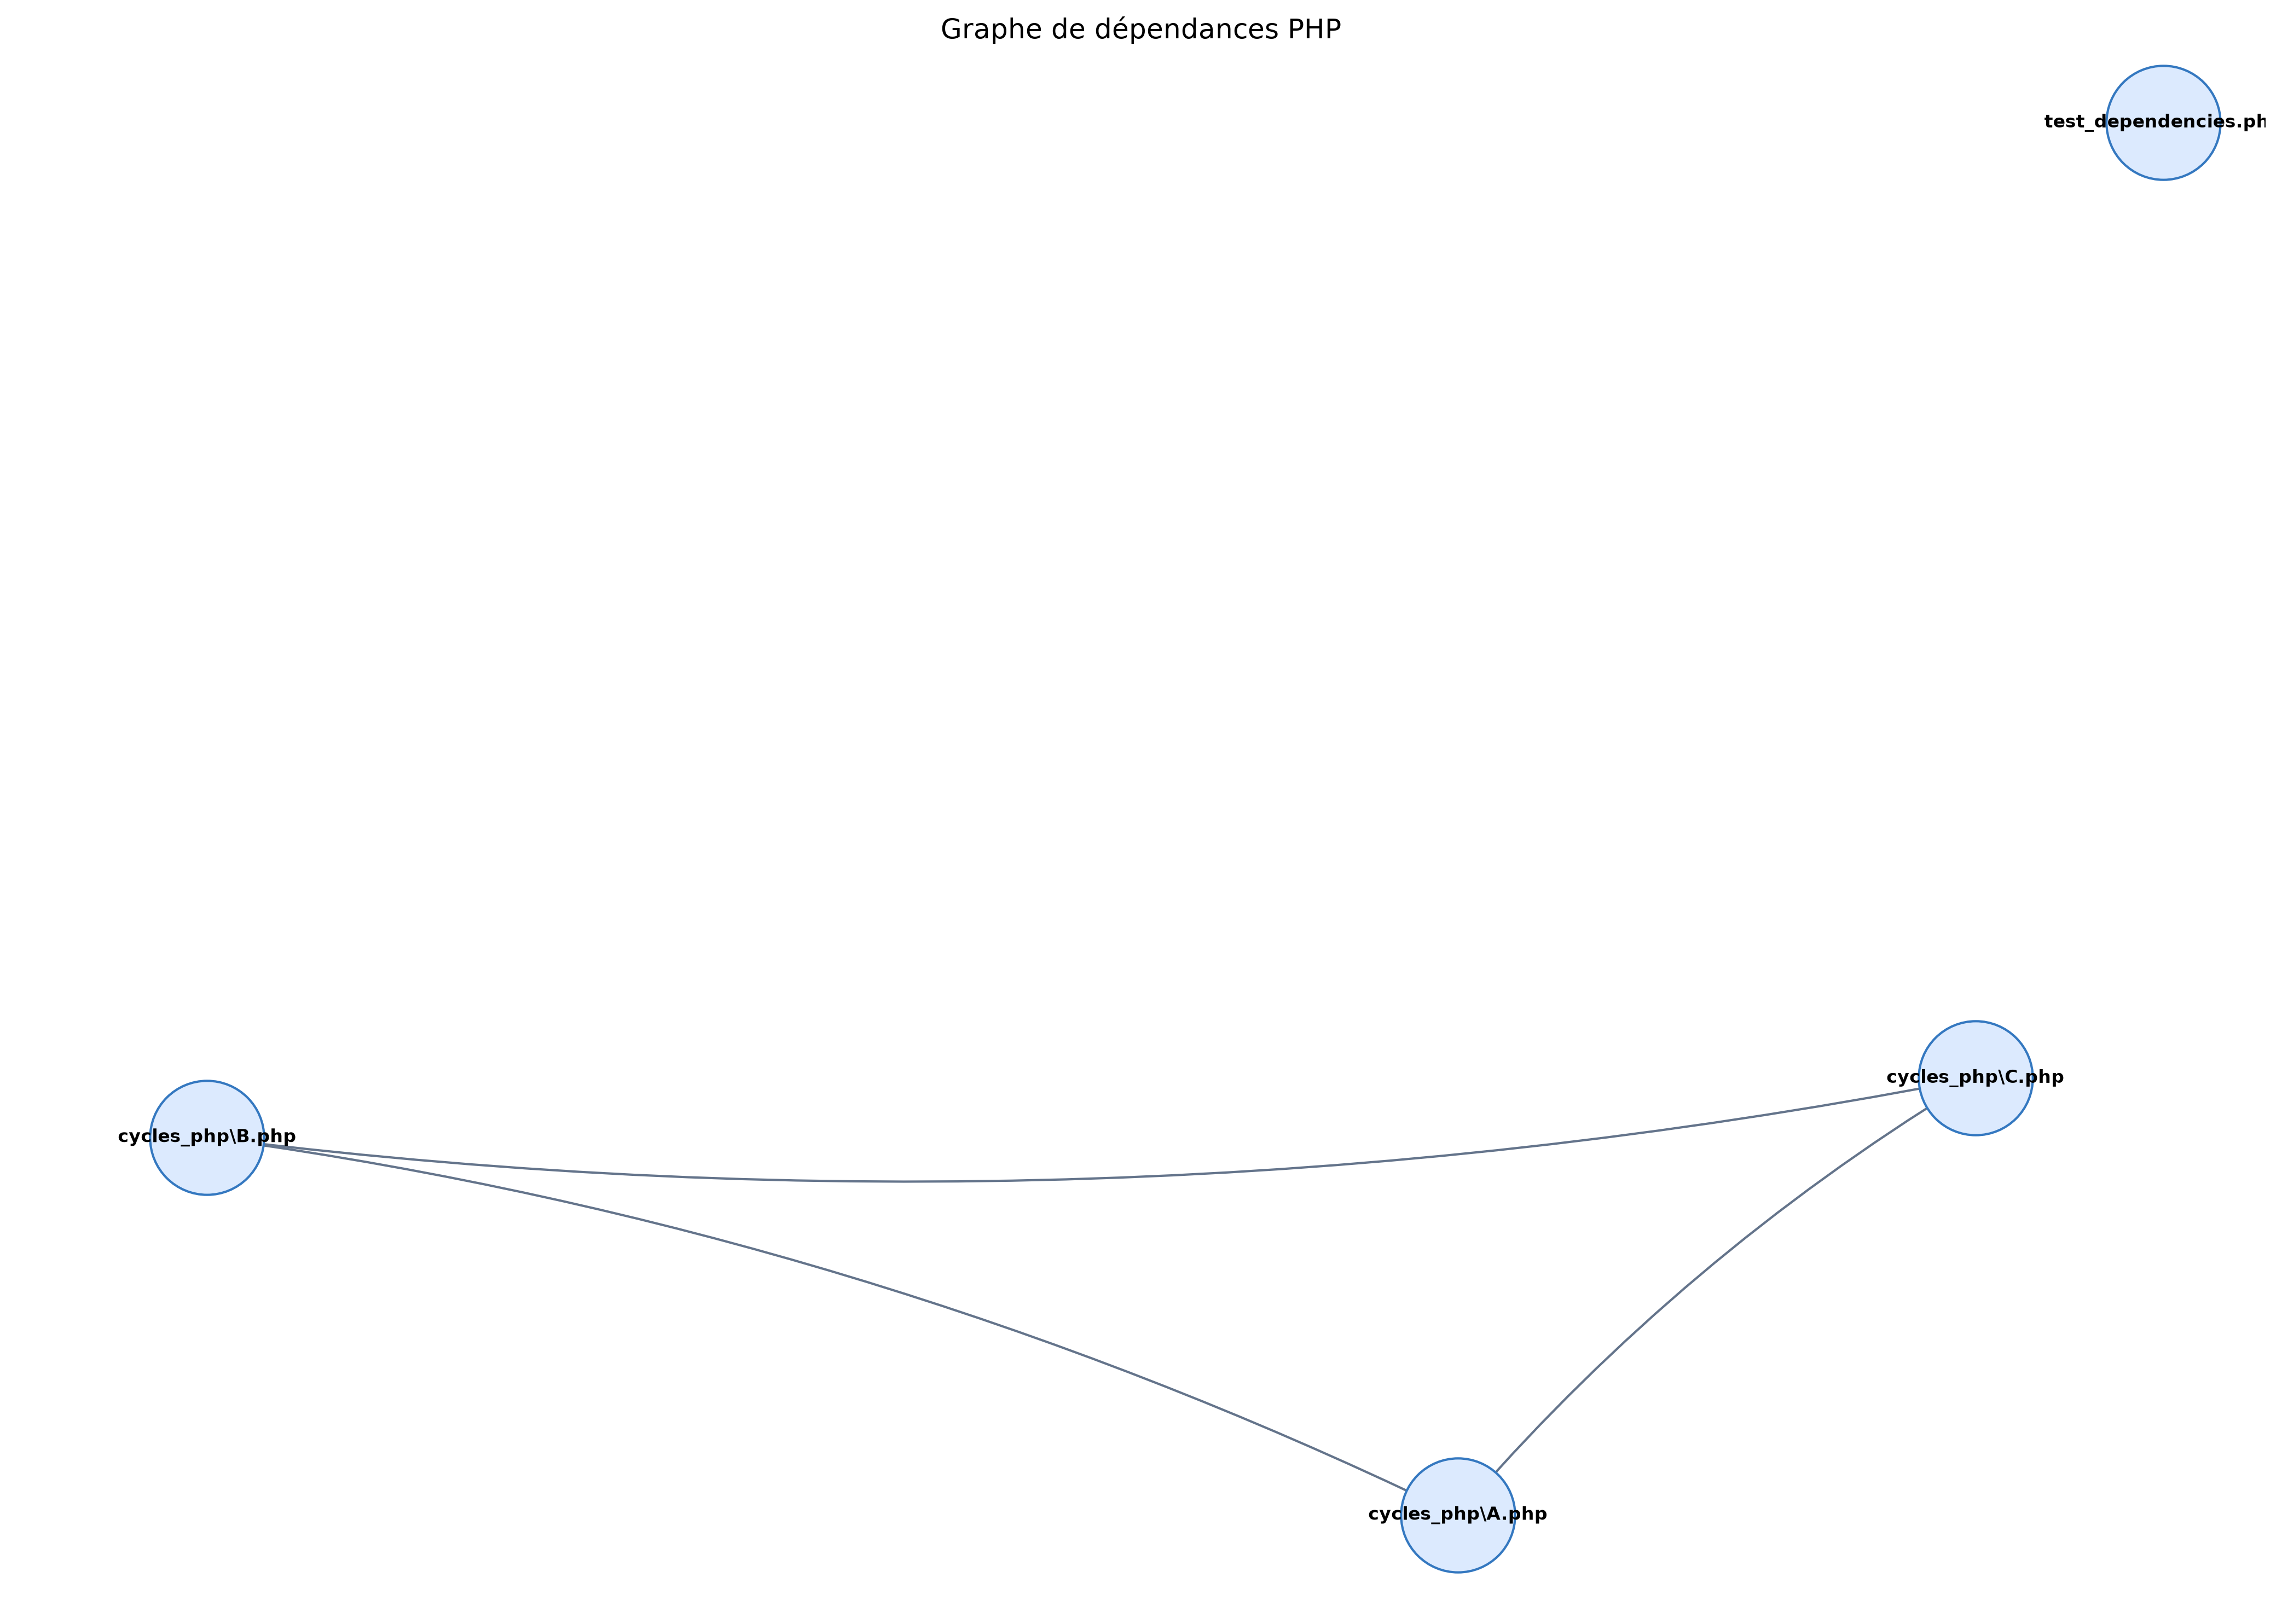 Graphe de dépendances PHP
test_dependencies.ph
cycles_php\C.php
cycles_php\B.php
cycles_php\A.php